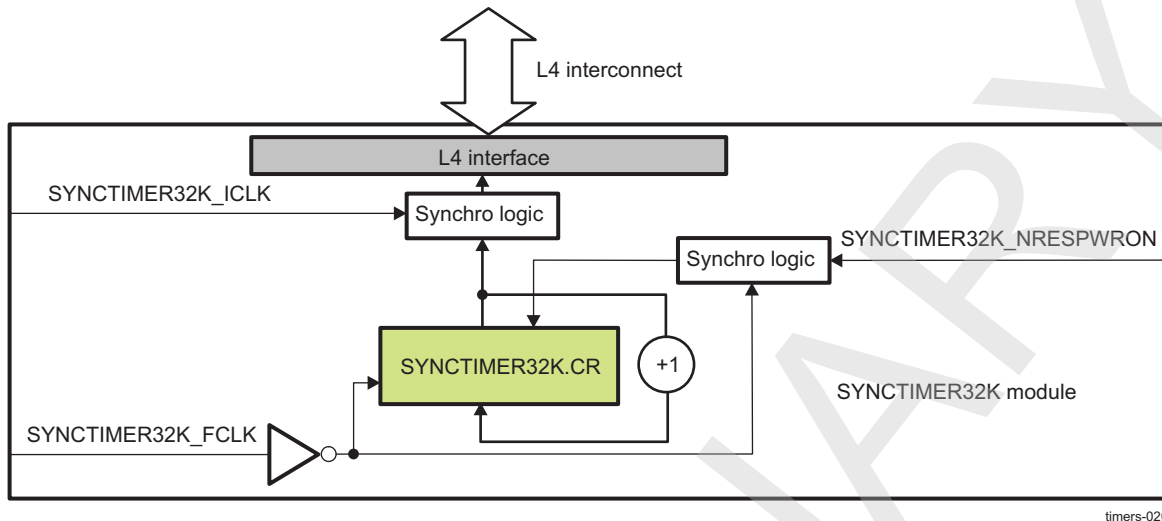 L4 interconnect
L4 interface
SYNCTIMER32K_ICLK
Synchro logic
SYNCTIMER32K_NRESPWRON
Synchro logic
SYNCTIMER32K.CR
+1
SYNCTIMER32K module
SYNCTIMER32K_FCLK